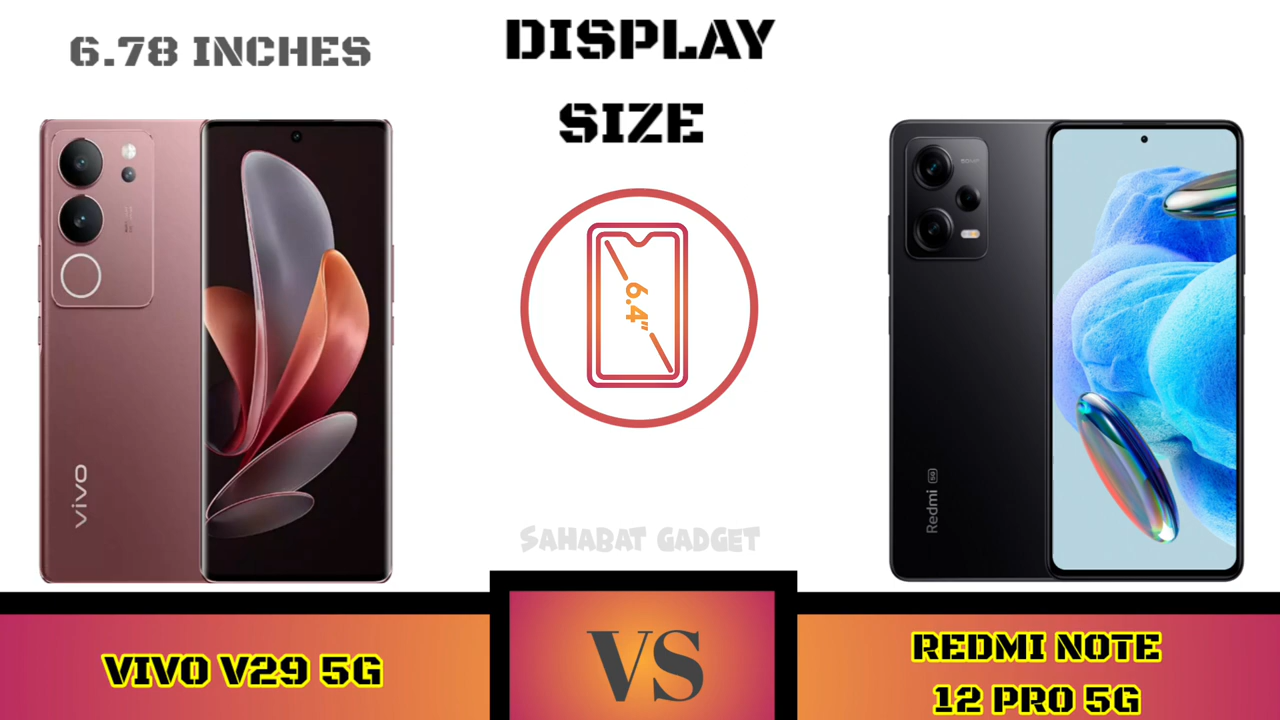 6.78 INCHES
DISPLAY
SIZE
6.4"
vivo
Redmi 5G
SAHABAT GADGET
VIVO V29 5G
VS
REDMI NOTE
12 PRO 5G